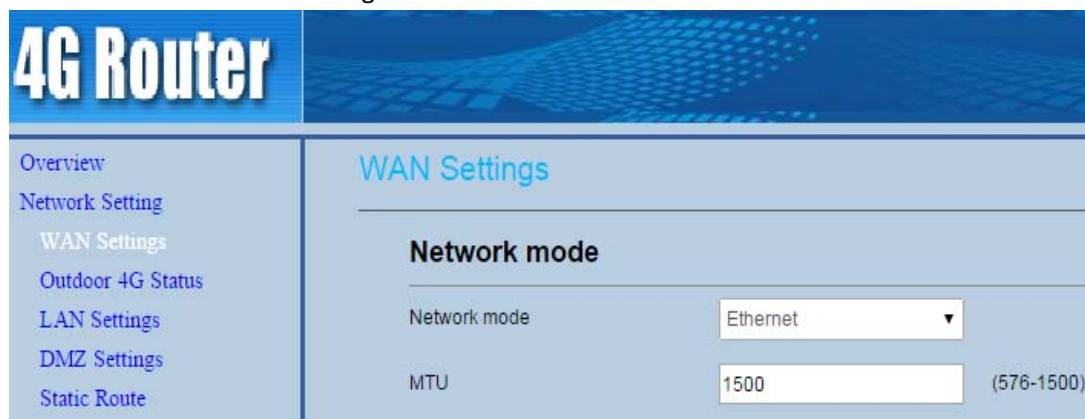 4G Router
Overview
Network Setting
WAN Settings
Outdoor 4G Status
LAN Settings
DMZ Settings
Static Route
WAN Settings
Network mode
Network mode Ethernet
MTU 1500 (576-1500)